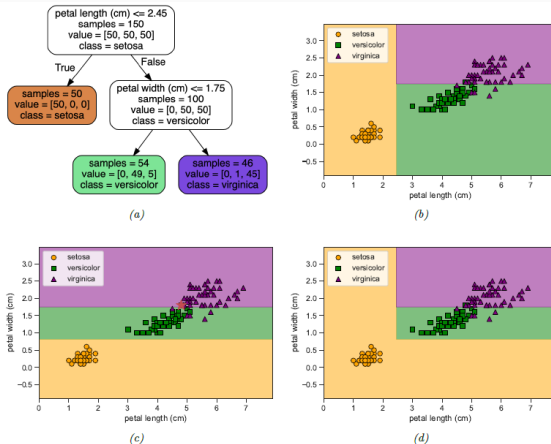 petal length (cm) <= 2.45
samples = 150
value = [50, 50, 50]
class = setosa
True
False
samples = 50
value = [50, 0, 0]
class = setosa
petal width (cm) <= 1.75
samples = 100
value = [0, 50, 50]
class = versicolor
samples = 54
value = [0, 49, 5]
class = versicolor
samples = 46
value = [0, 1, 45]
class = virginica
(a)
setosa
versicolor
virginica
petal width (cm)
3.0
2.5
2.0
1.5
1.0
0.5
0.0
−0.5
0 1 2 3 4 5 6 7
petal length (cm)
(b)
setosa
versicolor
virginica
petal width (cm)
3.0
2.5
2.0
1.5
1.0
0.5
0.0
−0.5
0 1 2 3 4 5 6 7
petal length (cm)
(c)
setosa
versicolor
virginica
petal width (cm)
3.0
2.5
2.0
1.5
1.0
0.5
0.0
−0.5
0 1 2 3 4 5 6 7
petal length (cm)
(d)